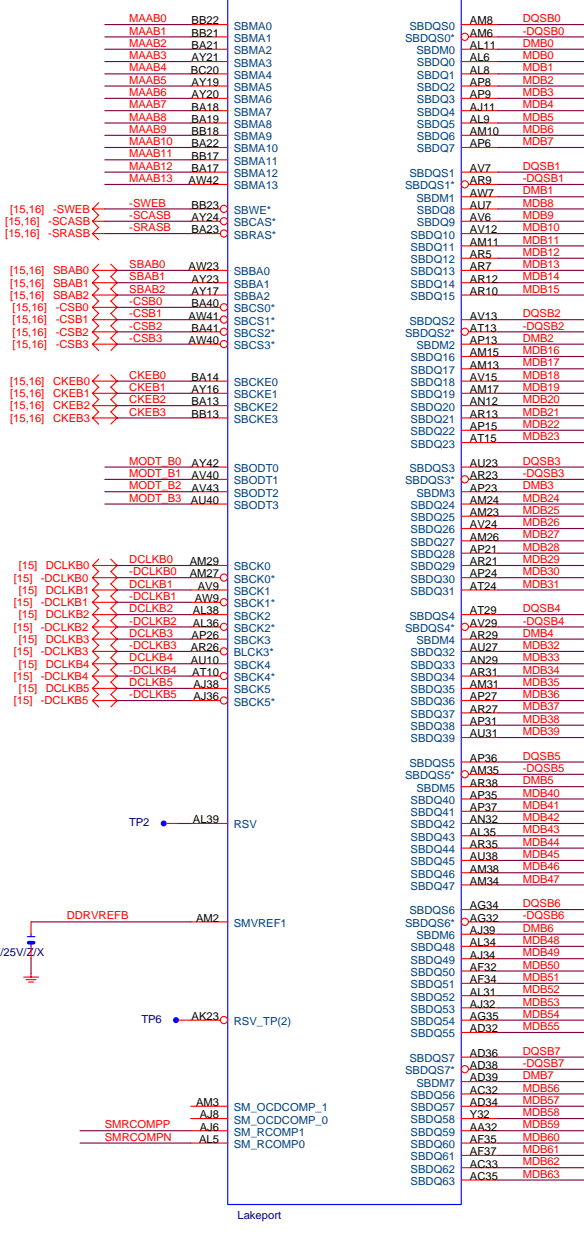 MAAB0 BB22 SBMA0
MAAB1 BB21 SBMA1
MAAB2 BA21 SBMA2
MAAB3 AY21 SBMA3
MAAB4 BC20 SBMA4
MAAB5 AY19 SBMA5
MAAB6 AY20 SBMA6
MAAB7 BA18 SBMA7
MAAB8 BA19 SBMA8
MAAB9 BB18 SBMA9
MAAB10 BA22 SBMA10
MAAB11 BB17 SBMA11
MAAB12 BA17 SBMA12
MAAB13 AW42 SBMA13
[15,16] -SWEB -SWEB BB23 SBWE*
[15,16] -SCASB -SCASB AY24 SBCAS*
[15,16] -SRASB -SRASB BA23 SBRAS*
[15,16] SBAB0 SBAB0 AW23 SBBA0
[15,16] SBAB1 SBAB1 AY23 SBBA1
[15,16] SBAB2 SBAB2 AY17 SBBA2
[15,16] -CSB0 -CSB0 BA40 SBCS0*
[15,16] -CSB1 -CSB1 AW41 SBCS1*
[15,16] -CSB2 -CSB2 BA41 SBCS2*
[15,16] -CSB3 -CSB3 AW40 SBCS3*
[15,16] CKEB0 CKEB0 BA14 SBCKE0
[15,16] CKEB1 CKEB1 AY16 SBCKE1
[15,16] CKEB2 CKEB2 BA13 SBCKE2
[15,16] CKEB3 CKEB3 BB13 SBCKE3
MODT_B0 AY42 SBODT0
MODT_B1 AV40 SBODT1
MODT_B2 AV43 SBODT2
MODT_B3 AU40 SBODT3
[15] DCLKB0 DCLKB0 AM29 SBCK0
[15] -DCLKB0 -DCLKB0 AM27 SBCK0*
[15] DCLKB1 DCLKB1 AV9 SBCK1
[15] -DCLKB1 -DCLKB1 AW9 SBCK1*
[15] DCLKB2 DCLKB2 AL38 SBCK2
[15] -DCLKB2 -DCLKB2 AL36 SBCK2*
[15] DCLKB3 DCLKB3 AP26 SBCK3
[15] -DCLKB3 -DCLKB3 AR26 BLCK3*
[15] DCLKB4 DCLKB4 AU10 SBCK4
[15] -DCLKB4 -DCLKB4 AT10 SBCK4*
[15] DCLKB5 DCLKB5 AJ38 SBCK5
[15] -DCLKB5 -DCLKB5 AJ36 SBCK5*
TP2 AL39 RSV
DDRVREFB AM2 SMVREF1
/25V/Z/X
TP6 AK23 RSV_TP(2)
AM3 SM_OCDCOMP_1
AJ8 SM_OCDCOMP_0
SMRCOMPP AJ6 SM_RCOMP1
SMRCOMPN AL5 SM_RCOMP0
SBDQS0 AM8 DQSB0
SBDQS0* AM6 -DQSB0
SBDM0 AL11 DMB0
SBDQ0 AL6 MDB0
SBDQ1 AL8 MDB1
SBDQ2 AP8 MDB2
SBDQ3 AP9 MDB3
SBDQ4 AJ11 MDB4
SBDQ5 AL9 MDB5
SBDQ6 AM10 MDB6
SBDQ7 AP6 MDB7
SBDQS1 AV7 DQSB1
SBDQS1* AR9 -DQSB1
SBDM1 AW7 DMB1
SBDQ8 AU7 MDB8
SBDQ9 AV6 MDB9
SBDQ10 AV12 MDB10
SBDQ11 AM11 MDB11
SBDQ12 AR5 MDB12
SBDQ13 AR7 MDB13
SBDQ14 AR12 MDB14
SBDQ15 AR10 MDB15
SBDQS2 AV13 DQSB2
SBDQS2* AT13 -DQSB2
SBDM2 AP13 DMB2
SBDQ16 AM15 MDB16
SBDQ17 AM13 MDB17
SBDQ18 AV15 MDB18
SBDQ19 AM17 MDB19
SBDQ20 AN12 MDB20
SBDQ21 AR13 MDB21
SBDQ22 AP15 MDB22
SBDQ23 AT15 MDB23
SBDQS3 AU23 DQSB3
SBDQS3* AR23 -DQSB3
SBDM3 AP23 DMB3
SBDQ24 AM24 MDB24
SBDQ25 AM23 MDB25
SBDQ26 AV24 MDB26
SBDQ27 AM26 MDB27
SBDQ28 AP21 MDB28
SBDQ29 AR21 MDB29
SBDQ30 AP24 MDB30
SBDQ31 AT24 MDB31
SBDQS4 AT29 DQSB4
SBDQS4* AV29 -DQSB4
SBDM4 AR29 DMB4
SBDQ32 AU27 MDB32
SBDQ33 AN29 MDB33
SBDQ34 AR31 MDB34
SBDQ35 AM31 MDB35
SBDQ36 AP27 MDB36
SBDQ37 AR27 MDB37
SBDQ38 AP31 MDB38
SBDQ39 AU31 MDB39
SBDQS5 AP36 DQSB5
SBDQS5* AM35 -DQSB5
SBDM5 AR38 DMB5
SBDQ40 AP35 MDB40
SBDQ41 AP37 MDB41
SBDQ42 AN32 MDB42
SBDQ43 AL35 MDB43
SBDQ44 AR35 MDB44
SBDQ45 AU38 MDB45
SBDQ46 AM38 MDB46
SBDQ47 AM34 MDB47
SBDQS6 AG34 DQSB6
SBDQS6* AG32 -DQSB6
SBDM6 AJ39 DMB6
SBDQ48 AL34 MDB48
SBDQ49 AJ34 MDB49
SBDQ50 AF32 MDB50
SBDQ51 AF34 MDB51
SBDQ52 AL31 MDB52
SBDQ53 AJ32 MDB53
SBDQ54 AG35 MDB54
SBDQ55 AD32 MDB55
SBDQS7 AD36 DQSB7
SBDQS7* AD38 -DQSB7
SBDM7 AD39 DMB7
SBDQ56 AC32 MDB56
SBDQ57 AD34 MDB57
SBDQ58 Y32 MDB58
SBDQ59 AA32 MDB59
SBDQ60 AF35 MDB60
SBDQ61 AF37 MDB61
SBDQ62 AC33 MDB62
SBDQ63 AC35 MDB63
Lakeport